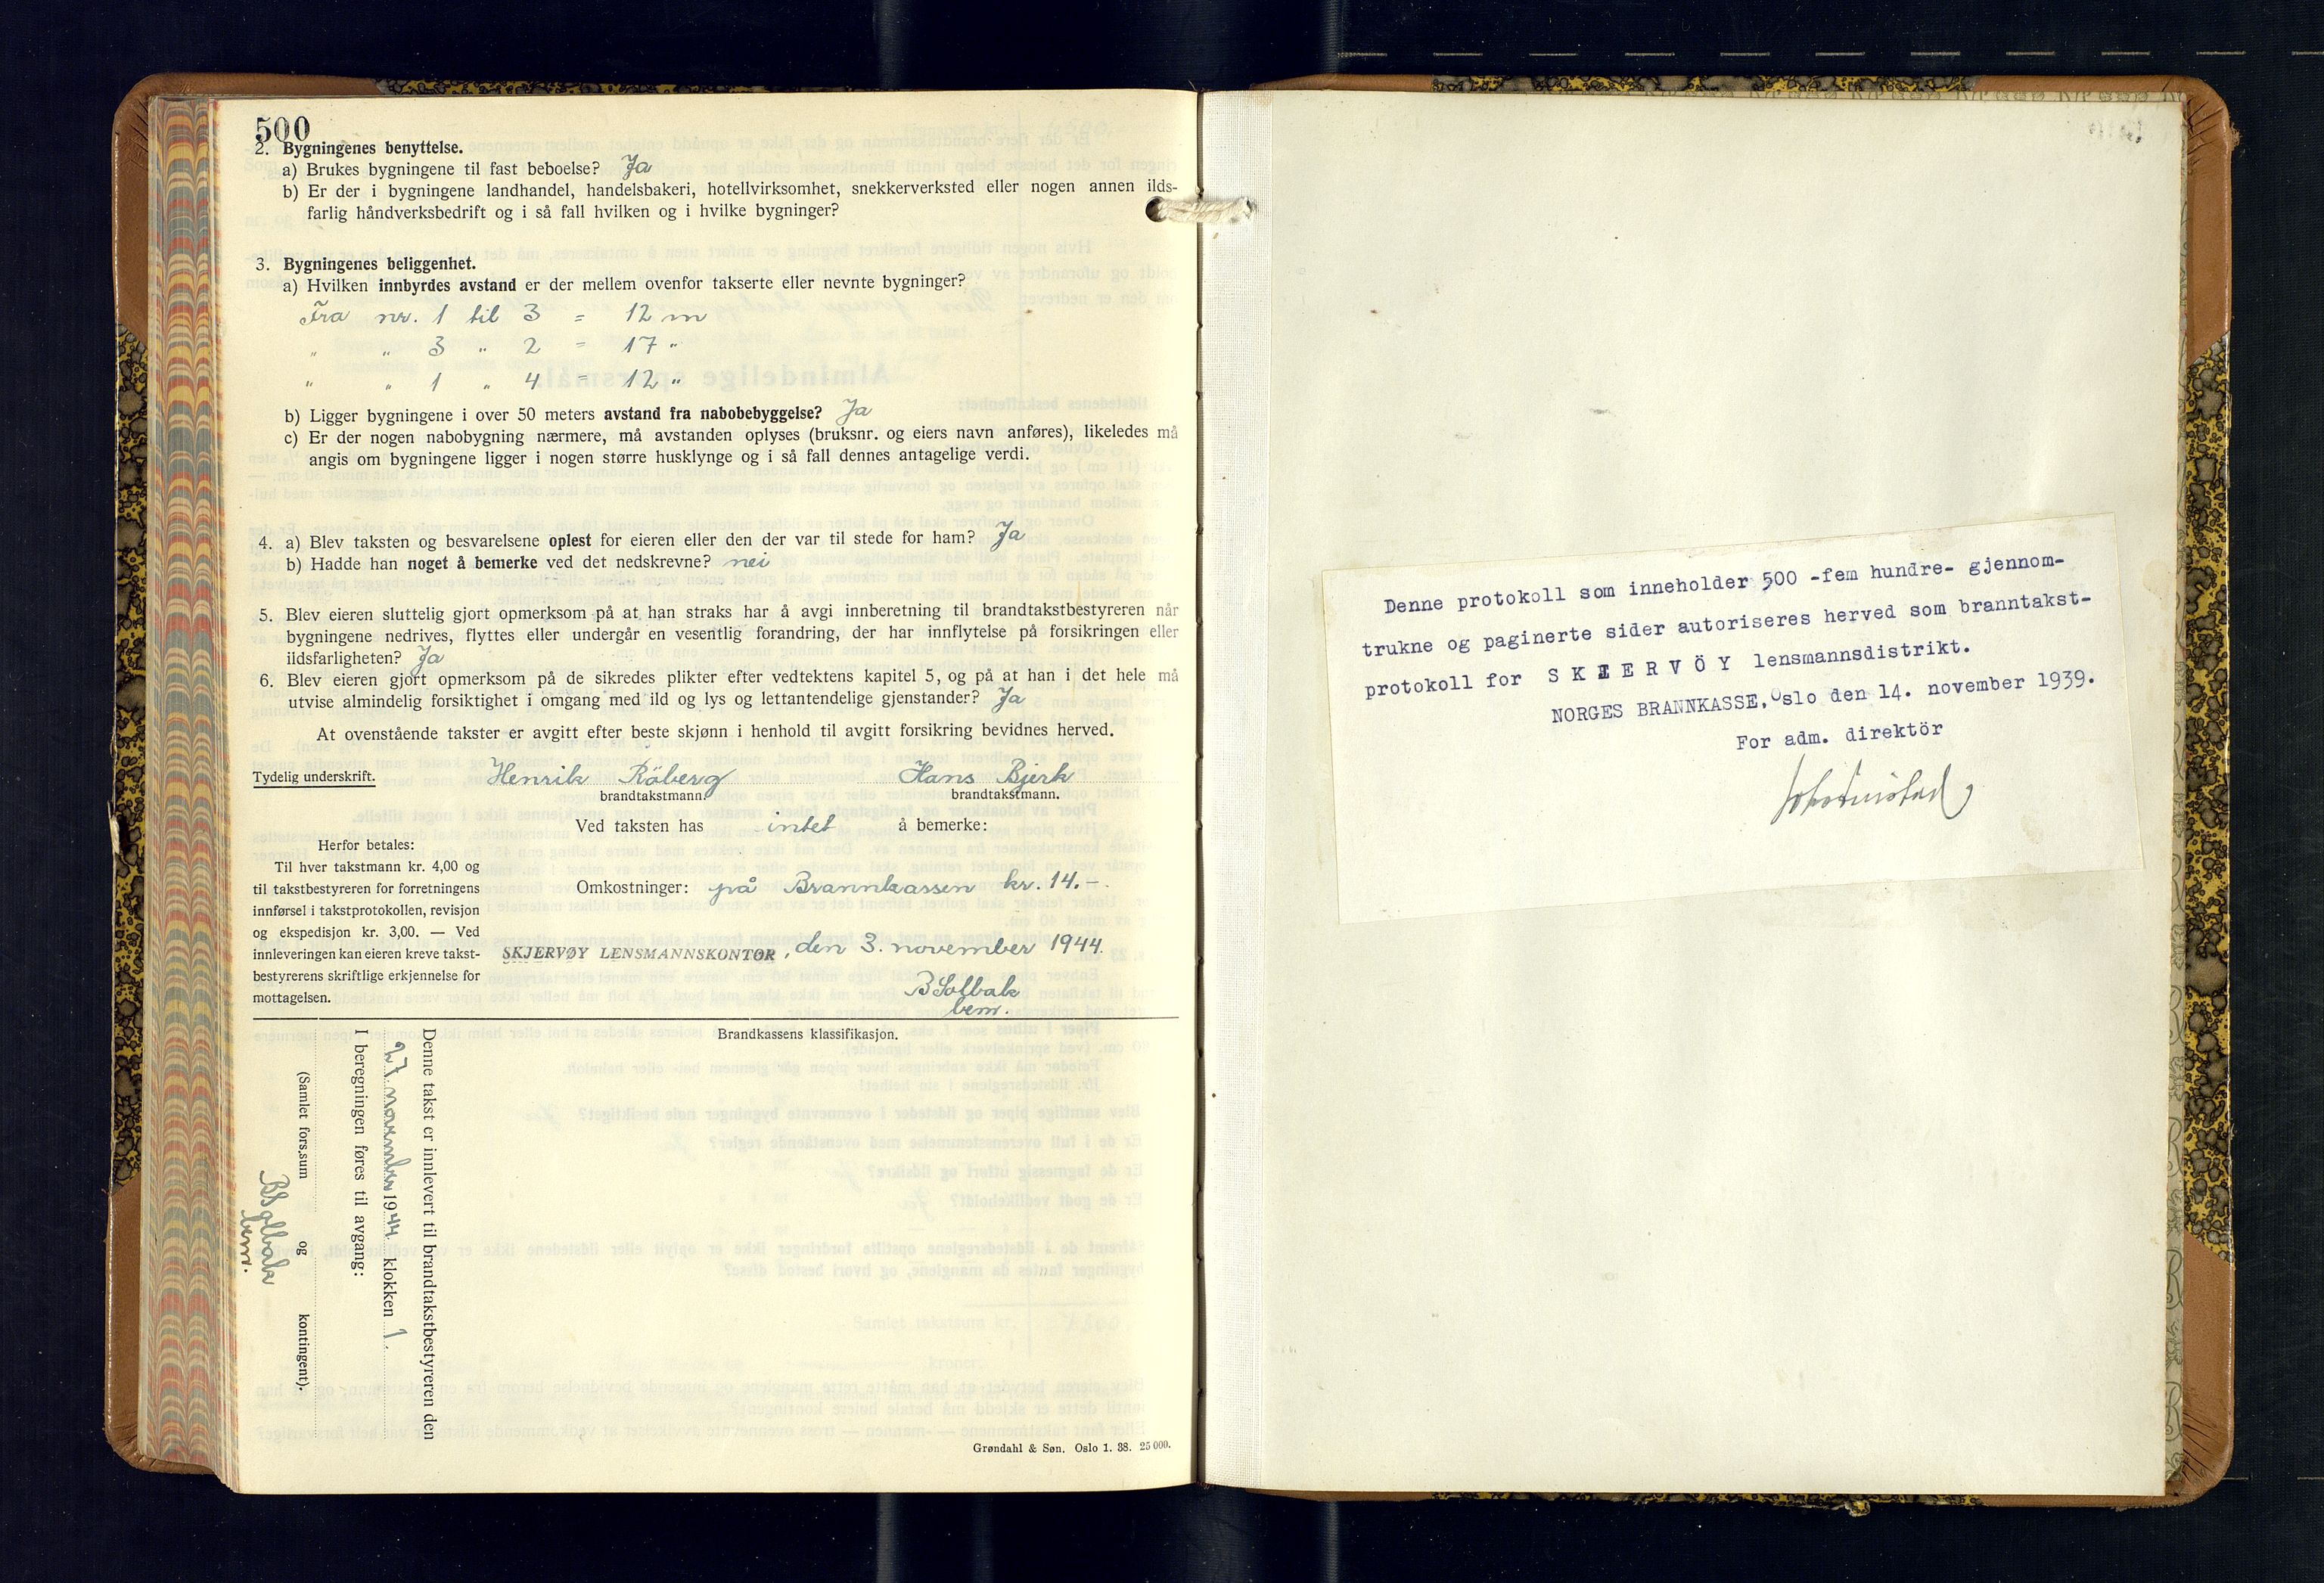 500
2. Bygningenes benyttelse.
a) Brukes bygningene til fast beboelse? Ja
b) Er der i bygningene landhandel, handelsbakeri, hotellvirksomhet, snekkerverksted eller nogen annen ilds-
farlig håndverksbedrift og i så fall hvilken og i hvilke bygninger?
3. Bygningenes beliggenhet.
a) Hvilken innbyrdes avstand er der mellem ovenfor takserte eller nevnte bygninger?
Fra nr. 1 til 3 = 12 m
" " 3 " 2 = 17 "
" " 1 " 4 = 12 "
b) Ligger bygningene i over 50 meters avstand fra nabobebyggelse? Ja
c) Er der nogen nabobygning nærmere, må avstanden oplyses (bruksnr. og eiers navn anføres), likeledes må
angis om bygningene ligger i nogen større husklynge og i så fall dennes antagelige verdi.
4. a) Blev taksten og besvarelsene oplest for eieren eller den der var til stede for ham? Ja
b) Hadde han noget å bemerke ved det nedskrevne? nei
5. Blev eieren sluttelig gjort opmerksom på at han straks har å avgi innberetning til brandtakstbestyreren når
bygningene nedrives, flyttes eller undergår en vesentlig forandring, der har innflytelse på forsikringen eller
ildsfarligheten? Ja
6. Blev eieren gjort opmerksom på de sikredes plikter efter vedtektens kapitel 5, og på at han i det hele må
utvise almindelig forsiktighet i omgang med ild og lys og lettantendelige gjenstander? Ja
At ovenstående takster er avgitt efter beste skjønn i henhold til avgitt forsikring bevidnes herved.
Tydelig underskrift. Henrik Råberg Hans Bjerk
brandtakstmann. brandtakstmann.
Ved taksten has intet å bemerke:
Herfor betales:
Til hver takstmann kr. 4,00 og
til takstbestyreren for forretningens
innførsel i takstprotokollen, revisjon
og ekspedisjon kr. 3,00. — Ved
innleveringen kan eieren kreve takst-
bestyrerens skriftlige erkjennelse for
mottagelsen.
Omkostninger: på Brannkassen kr. 14.-
SKJERVØY LENSMANNSKONTOR, den 3. november 1944.
B Solbak
bem.
Brandkassens klassifikasjon.
Denne takst er innlevert til brandtakstbestyreren den
27. november 1944. klokken 1.
I beregningen føres til avgang:
(Samlet fors.sum og kontingent).
B Solbak
bem.
Grøndahl & Søn. Oslo 1. 38. 25 000.
Denne protokoll som inneholder 500 -fem hundre- gjennom-
trukne og paginerte sider autoriseres herved som branntakst-
protokoll for SKJERVÖY lensmannsdistrikt.
NORGES BRANNKASSE, Oslo den 14. november 1939.
For adm. direktör